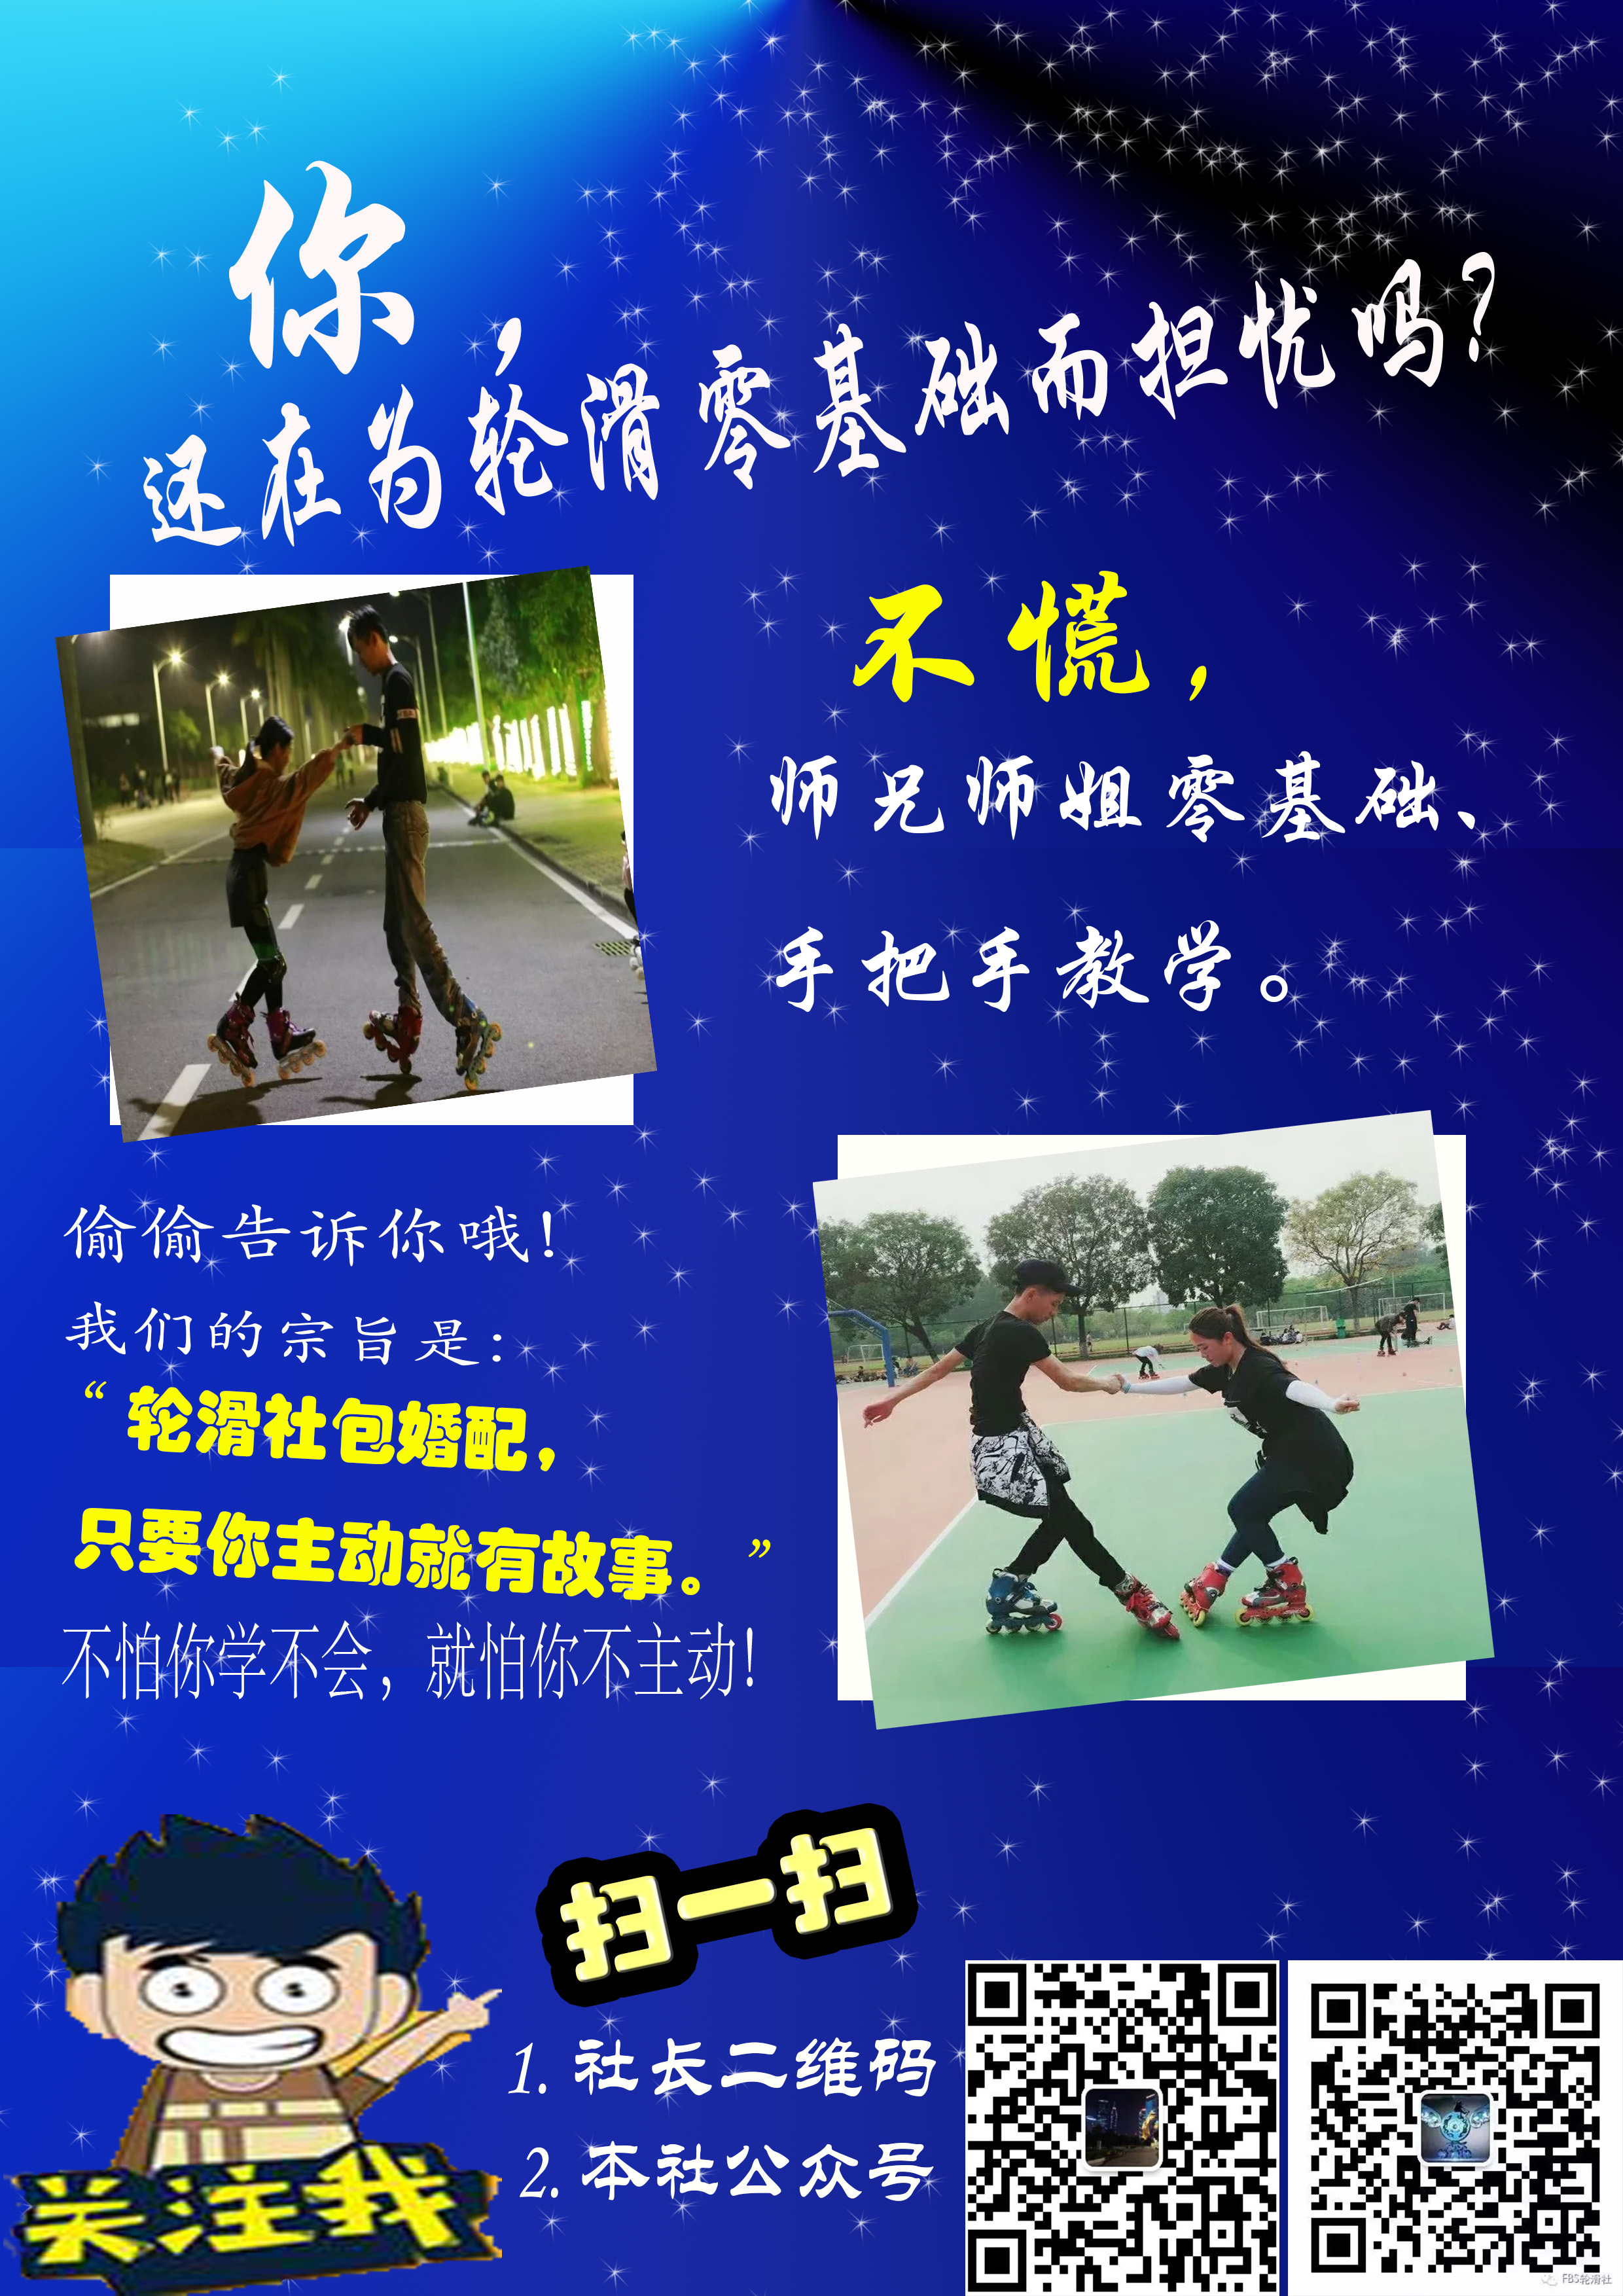 你，
还在为轮滑零基础而担忧吗？
不慌，
师兄师姐零基础、
手把手教学。
偷偷告诉你哦！
我们的宗旨是：
“轮滑社包婚配，
只要你主动就有故事。”
不怕你学不会，就怕你不主动！
扫一扫
1. 社长二维码
2. 本社公众号
关注我
FBS轮滑社